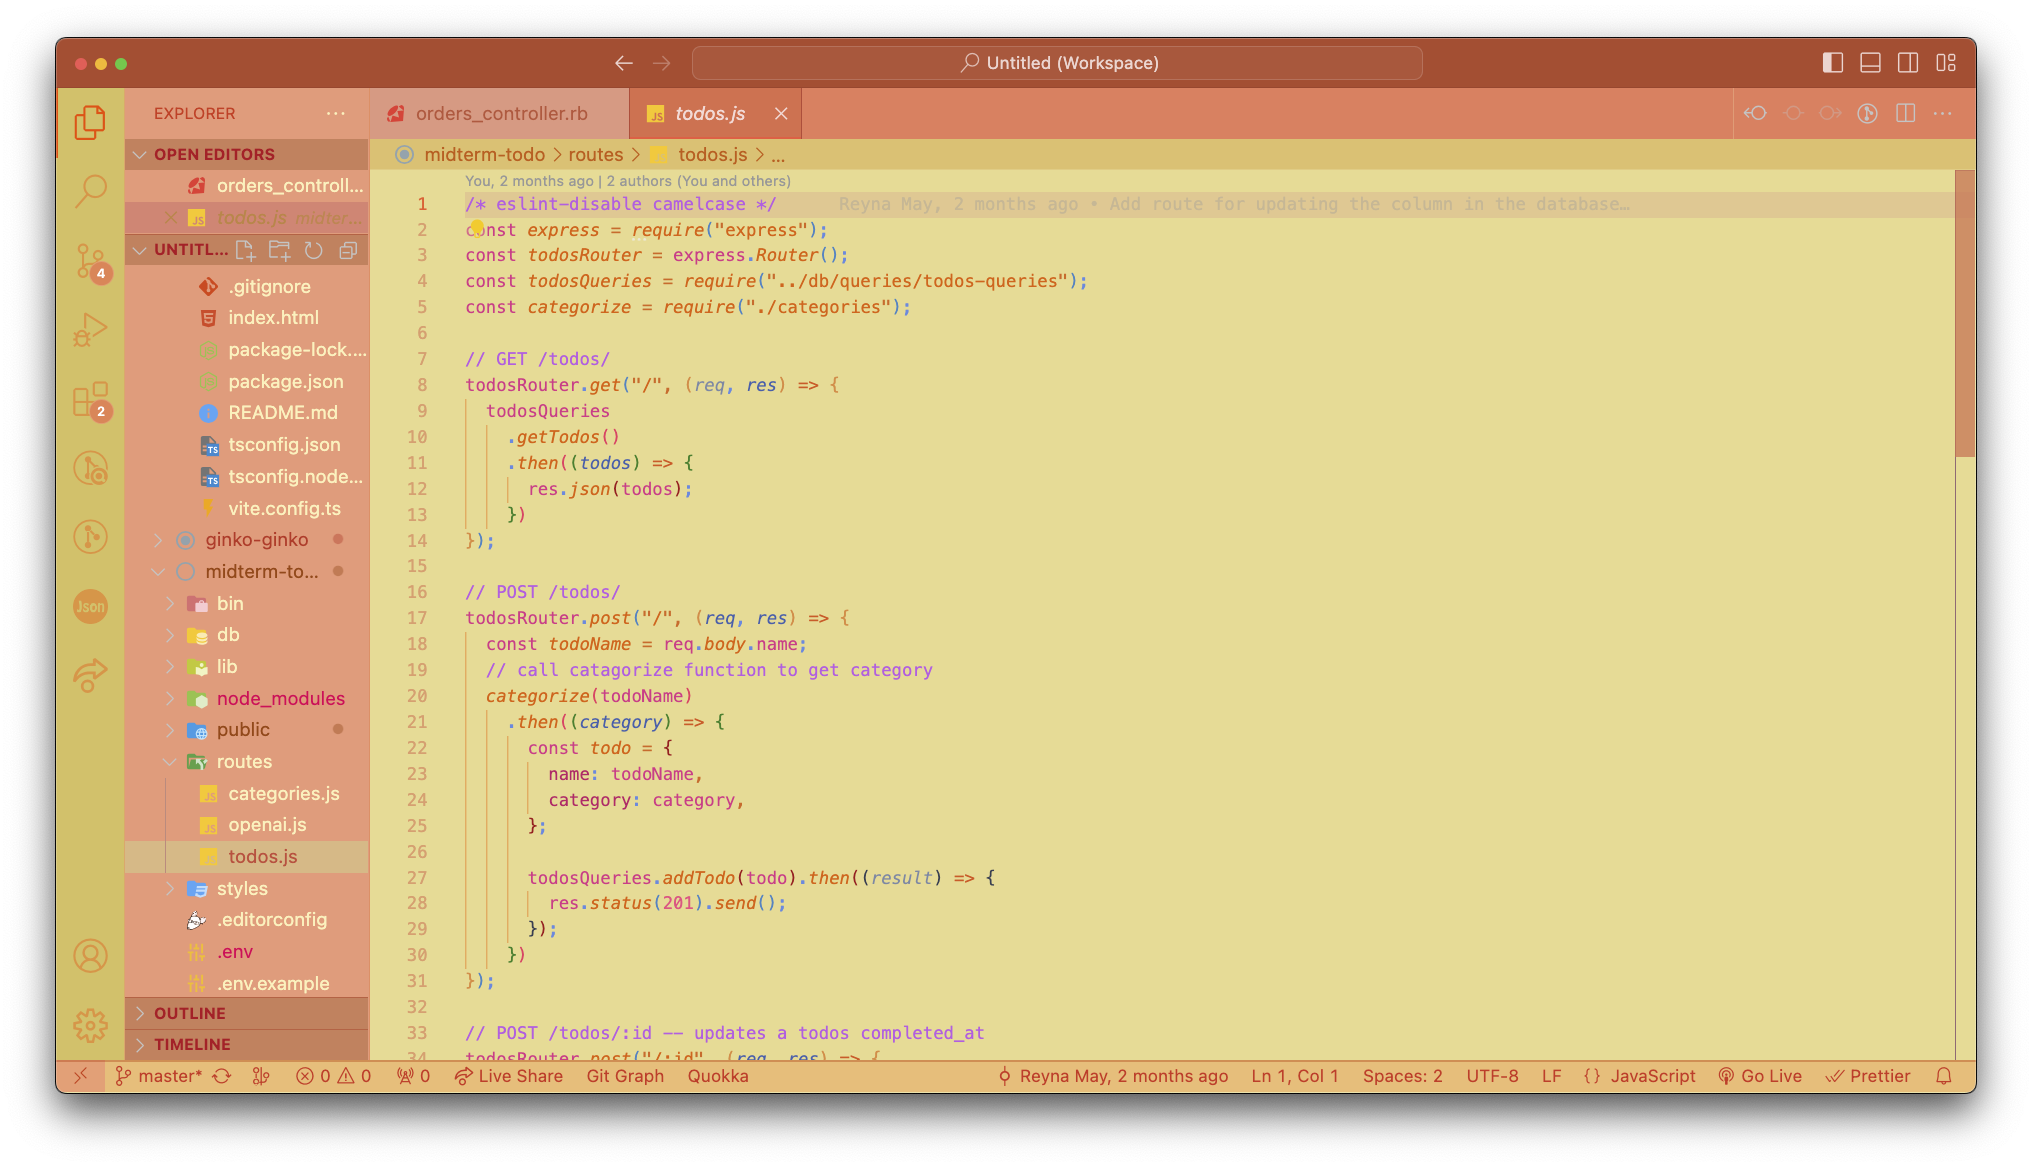 Untitled (Workspace)
EXPLORER
orders_controller.rb
todos.js
OPEN EDITORS
orders_controll...
todos.js midter...
UNTITL...
.gitignore
index.html
package-lock....
package.json
README.md
tsconfig.json
tsconfig.node...
vite.config.ts
ginko-ginko
midterm-to...
bin
db
lib
node_modules
public
routes
categories.js
openai.js
todos.js
styles
.editorconfig
.env
.env.example
OUTLINE
TIMELINE
4
2
Json
midterm-todo > routes > JS todos.js > ...
You, 2 months ago | 2 authors (You and others)
1 /* eslint-disable camelcase */ Reyna May, 2 months ago • Add route for updating the column in the database…
2 const express = require("express");
3 const todosRouter = express.Router();
4 const todosQueries = require("../db/queries/todos-queries");
5 const categorize = require("./categories");
6
7 // GET /todos/
8 todosRouter.get("/", (req, res) => {
9 todosQueries
10 .getTodos()
11 .then((todos) => {
12 res.json(todos);
13 })
14 });
15
16 // POST /todos/
17 todosRouter.post("/", (req, res) => {
18 const todoName = req.body.name;
19 // call catagorize function to get category
20 categorize(todoName)
21 .then((category) => {
22 const todo = {
23 name: todoName,
24 category: category,
25 };
26
27 todosQueries.addTodo(todo).then((result) => {
28 res.status(201).send();
29 });
30 })
31 });
32
33 // POST /todos/:id -- updates a todos completed_at
34 todosRouter.post("/:id", (req, res) => {
master* 0 0 0 Live Share Git Graph Quokka Reyna May, 2 months ago Ln 1, Col 1 Spaces: 2 UTF-8 LF {} JavaScript Go Live Prettier